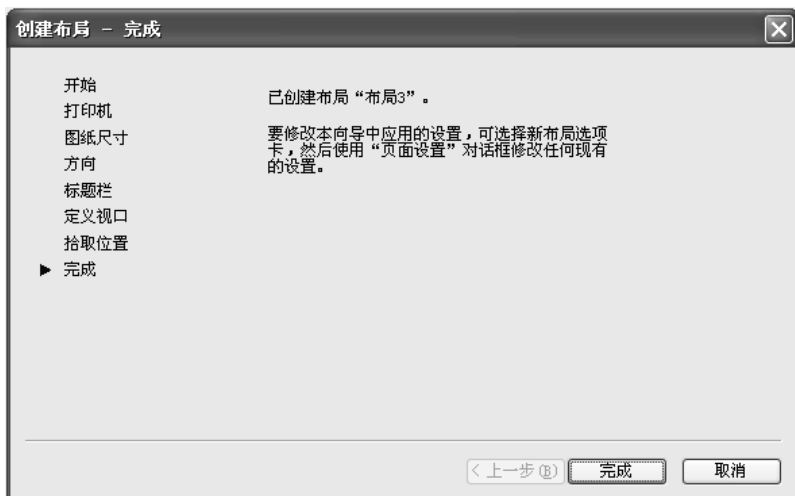 创建布局 - 完成
开始
打印机
图纸尺寸
方向
标题栏
定义视口
拾取位置
完成
已创建布局“布局3”。
要修改本向导中应用的设置，可选择新布局选项
卡，然后使用“页面设置”对话框修改任何现有
的设置。
< 上一步(B)
完成
取消